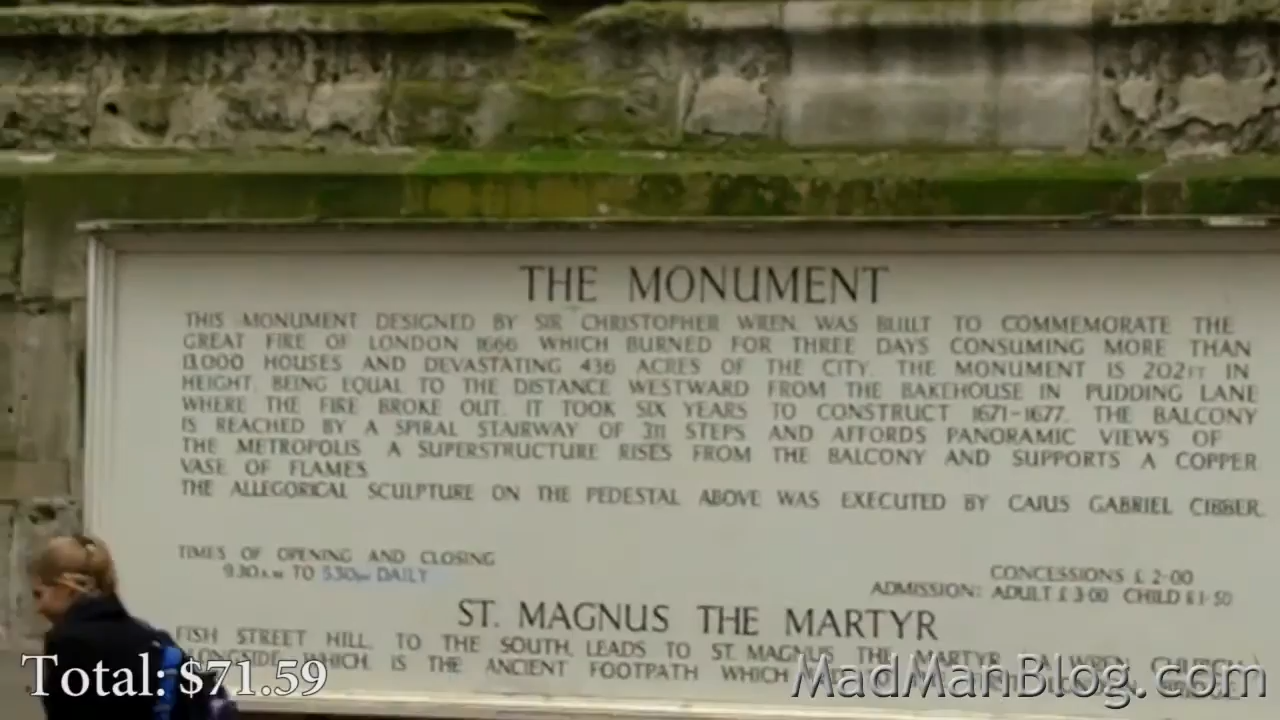 THE MONUMENT
THIS MONUMENT DESIGNED BY SIR CHRISTOPHER WREN WAS BUILT TO COMMEMORATE THE
GREAT FIRE OF LONDON 1666 WHICH BURNED FOR THREE DAYS CONSUMING MORE THAN
13,000 HOUSES AND DEVASTATING 436 ACRES OF THE CITY. THE MONUMENT IS 202FT IN
HEIGHT, BEING EQUAL TO THE DISTANCE WESTWARD FROM THE BAKEHOUSE IN PUDDING LANE
WHERE THE FIRE BROKE OUT. IT TOOK SIX YEARS TO CONSTRUCT 1671-1677. THE BALCONY
IS REACHED BY A SPIRAL STAIRWAY OF 311 STEPS AND AFFORDS PANORAMIC VIEWS OF
THE METROPOLIS. A SUPERSTRUCTURE RISES FROM THE BALCONY AND SUPPORTS A COPPER
VASE OF FLAMES.
THE ALLEGORICAL SCULPTURE ON THE PEDESTAL ABOVE WAS EXECUTED BY CAIUS GABRIEL CIBBER.
TIMES OF OPENING AND CLOSING
9.30A.M TO 5.30pm DAILY
CONCESSIONS £ 2·00
ADMISSION: ADULT £ 3·00 CHILD £1·50
ST. MAGNUS THE MARTYR
FISH STREET HILL, TO THE SOUTH, LEADS TO ST. MAGNUS THE MARTYR A WREN CHURCH
ALONGSIDE WHICH IS THE ANCIENT FOOTPATH WHICH
Total: $71.59
MadManBlog.com